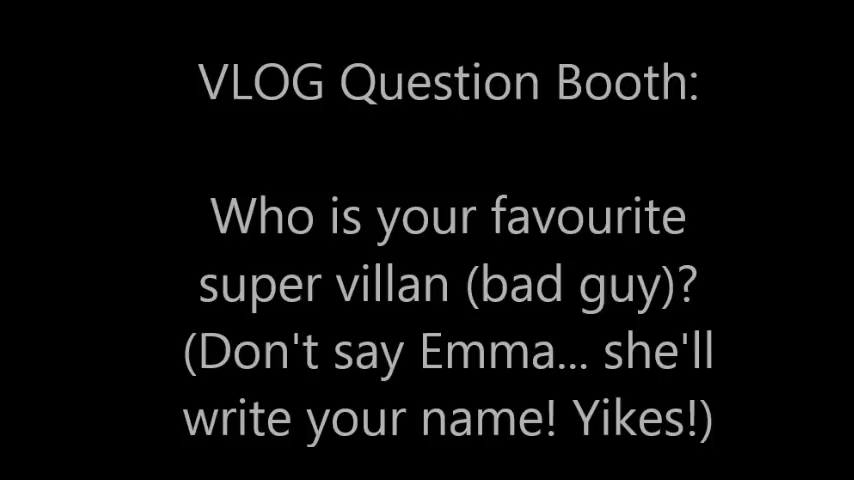 VLOG Question Booth:
Who is your favourite
super villan (bad guy)?
(Don't say Emma... she'll
write your name! Yikes!)